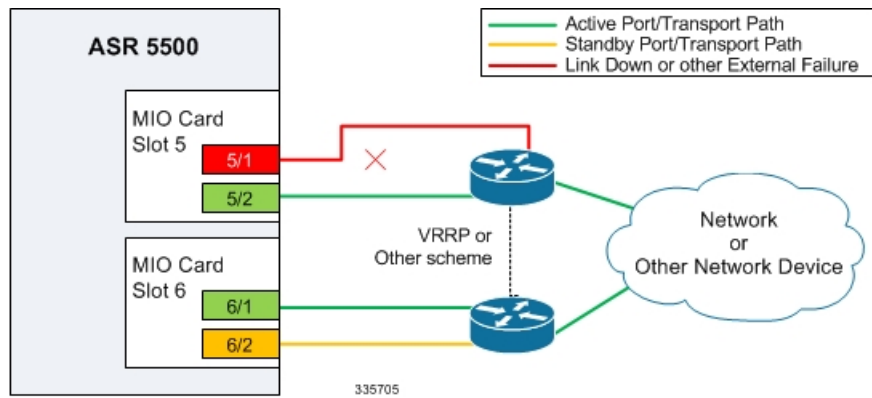 ASR 5500
Active Port/Transport Path
Standby Port/Transport Path
Link Down or other External Failure
MIO Card
Slot 5
5/1
5/2
VRRP or
Other scheme
Network
or
Other Network Device
MIO Card
Slot 6
6/1
6/2
335705